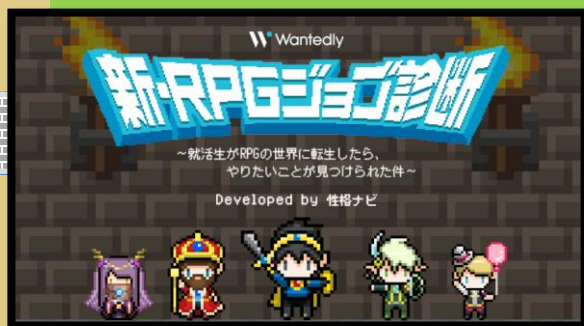 Wantedly
新・RPGジョブ診断
～就活生がRPGの世界に転生したら、
やりたいことが見つけられた件～
Developed by 性格ナビ